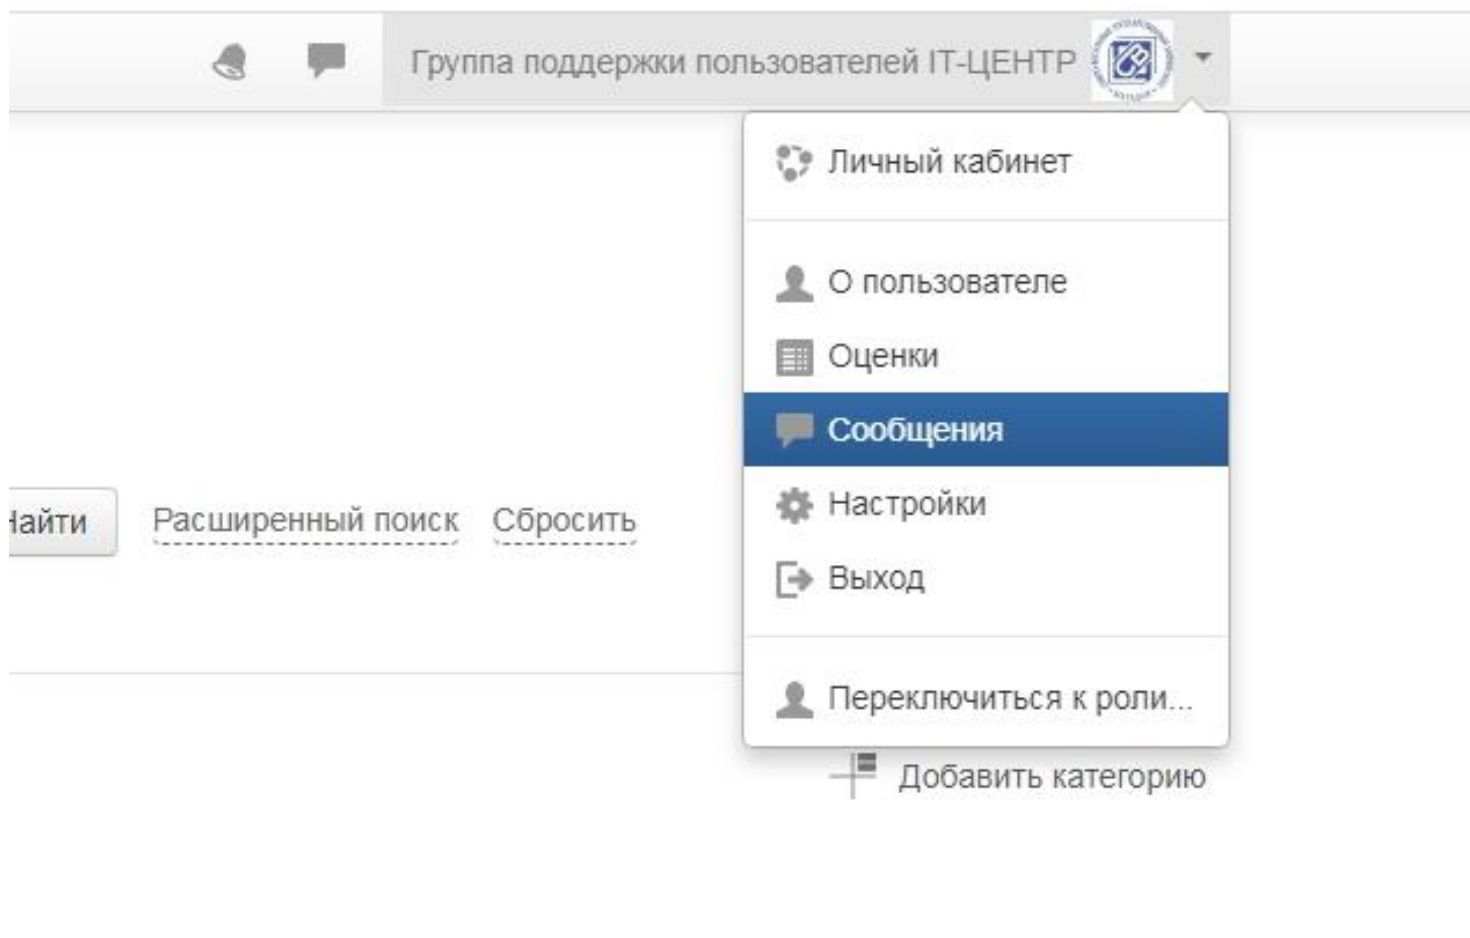 Группа поддержки пользователей IT-ЦЕНТР
Личный кабинет
О пользователе
Оценки
Сообщения
Настройки
Найти Расширенный поиск Сбросить
Выход
Переключиться к роли...
Добавить категорию